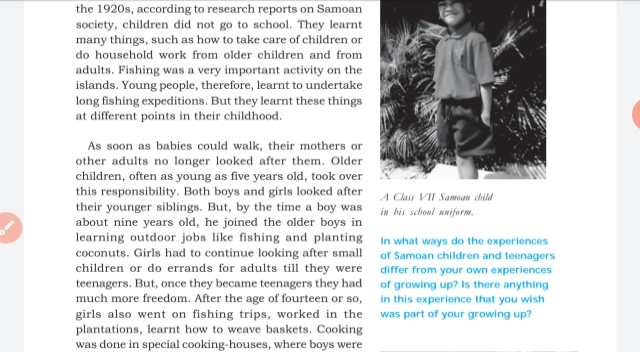 the 1920s, according to research reports on Samoan
society, children did not go to school. They learnt
many things, such as how to take care of children or
do household work from older children and from
adults. Fishing was a very important activity on the
islands. Young people, therefore, learnt to undertake
long fishing expeditions. But they learnt these things
at different points in their childhood.
As soon as babies could walk, their mothers or
other adults no longer looked after them. Older
children, often as young as five years old, took over
this responsibility. Both boys and girls looked after
their younger siblings. But, by the time a boy was
about nine years old, he joined the older boys in
learning outdoor jobs like fishing and planting
coconuts. Girls had to continue looking after small
children or do errands for adults till they were
teenagers. But, once they became teenagers they had
much more freedom. After the age of fourteen or so,
girls also went on fishing trips, worked in the
plantations, learnt how to weave baskets. Cooking
was done in special cooking-houses, where boys were
A Class VII Samoan child
in his school uniform.
In what ways do the experiences
of Samoan children and teenagers
differ from your own experiences
of growing up? Is there anything
in this experience that you wish
was part of your growing up?